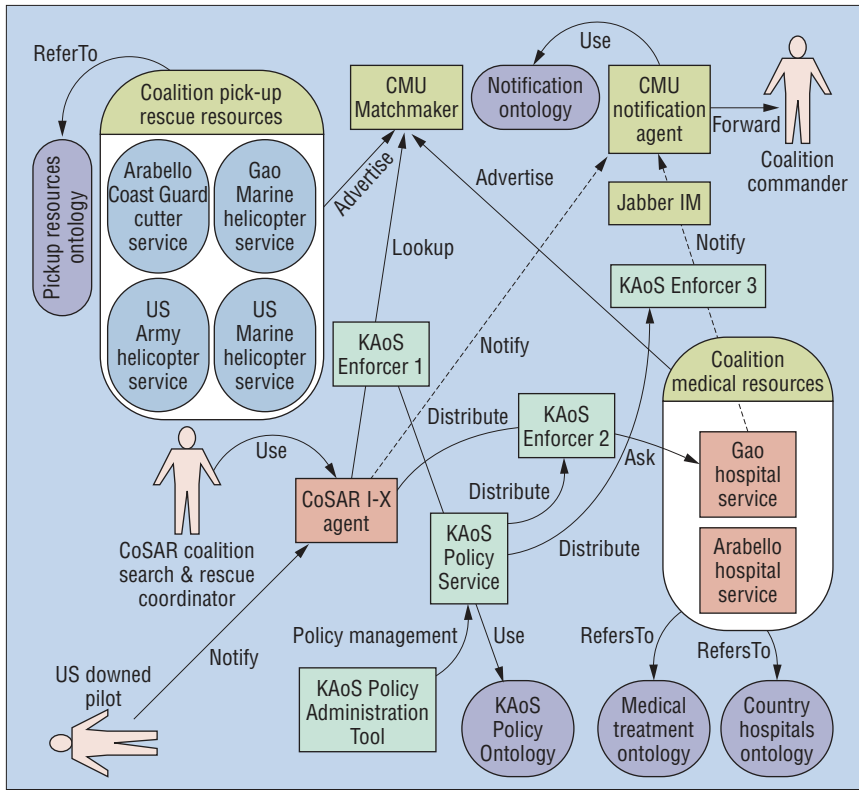 ReferTo
Coalition pick-up
rescue resources
Pickup resources
ontology
Arabello
Coast Guard
cutter
service
Gao
Marine
helicopter
service
US
Army
helicopter
service
US
Marine
helicopter
service
CMU
Matchmaker
Use
Notification
ontology
CMU
notification
agent
Forward
Coalition
commander
Advertise
Advertise
Jabber IM
Notify
Lookup
KAoS Enforcer 3
KAoS
Enforcer 1
Notify
Coalition
medical resources
Distribute
KAoS
Enforcer 2
Ask
Gao
hospital
service
Use
CoSAR I-X
agent
Distribute
KAoS
Policy
Service
Distribute
Arabello
hospital
service
CoSAR coalition
search & rescue
coordinator
Policy management
Use
RefersTo
RefersTo
Notify
US downed
pilot
KAoS Policy
Administration
Tool
KAoS
Policy
Ontology
Medical
treatment
ontology
Country
hospitals
ontology